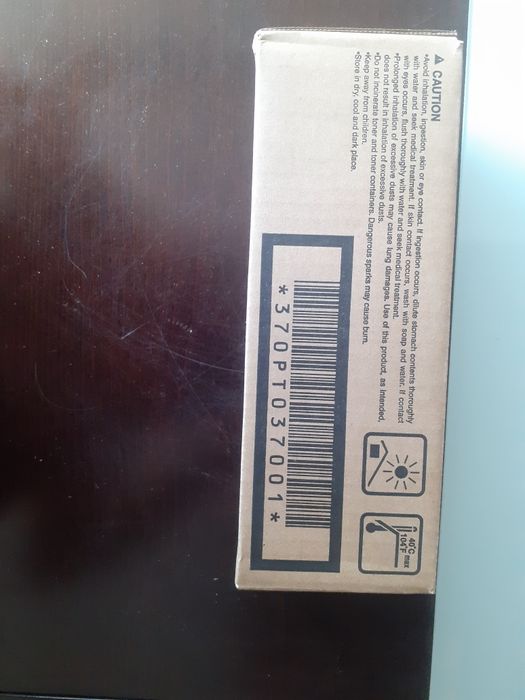 ⚠ CAUTION
•Avoid inhalation, ingestion, skin or eye contact. If ingestion occurs, dilute stomach contents thoroughly
with water and seek medical treatment. If skin contact occurs, wash with soap and water. If contact
with eyes occurs, flush thoroughly with water and seek medical treatment.
•Prolonged inhalation of excessive dusts may cause lung damages. Use of this product, as intended,
does not result in inhalation of excessive dusts.
•Do not incinerate toner and toner containers. Dangerous sparks may cause burn.
•Keep away from children.
•Store in dry, cool and dark place.
40°C max
104°F
*370PT037001*